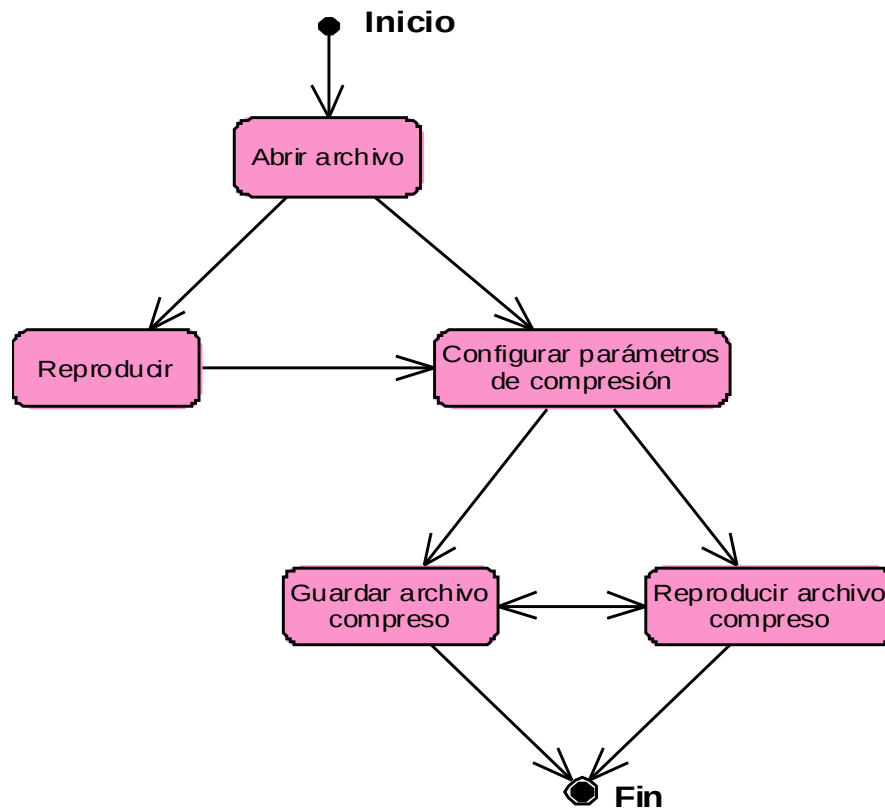 Inicio
Abrir archivo
Reproducir
Configurar parámetros
de compresión
Guardar archivo
compreso
Reproducir archivo
compreso
Fin